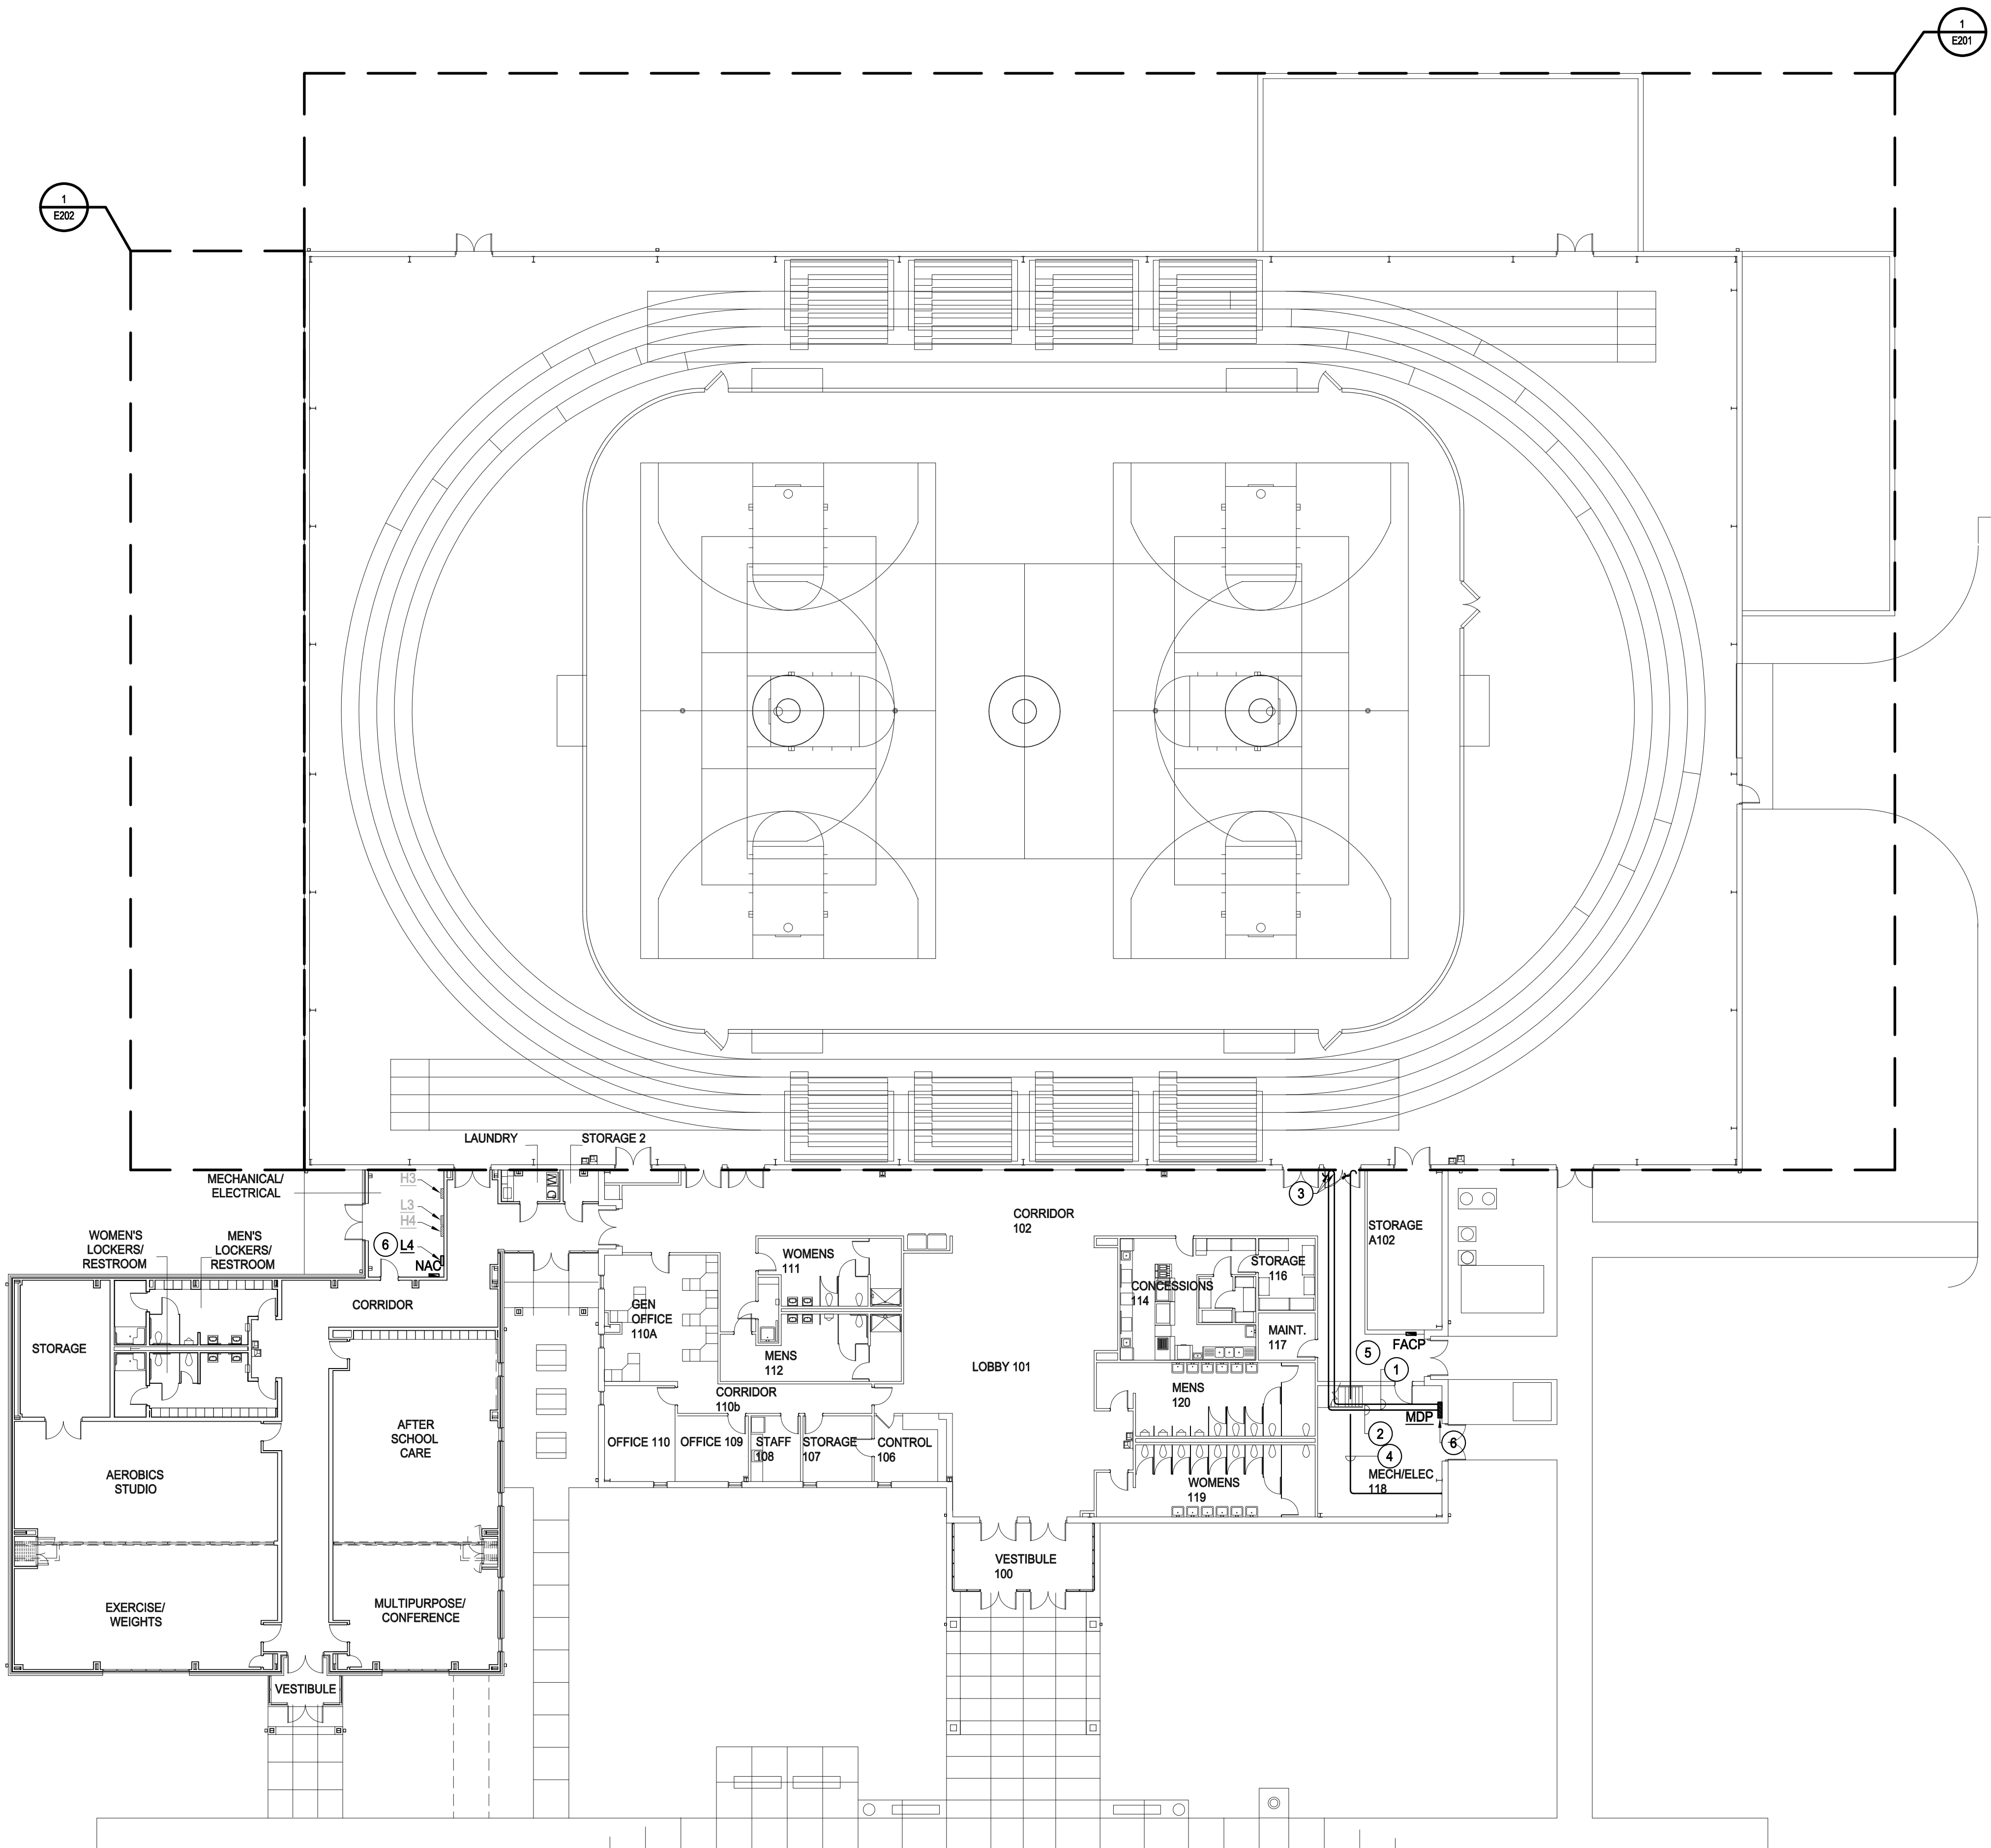 1
E201
1
E202
LAUNDRY
STORAGE 2
MECHANICAL/
ELECTRICAL
H3
L3
H4
6
L4
NAC
WOMEN'S
LOCKERS/
RESTROOM
MEN'S
LOCKERS/
RESTROOM
D W
3
CORRIDOR
102
STORAGE
A102
WOMENS
111
STORAGE
116
CONCESSIONS
114
GEN
OFFICE
110A
CORRIDOR
STORAGE
MAINT.
117
FACP
MENS
112
LOBBY 101
5
1
CORRIDOR
110b
MENS
120
MDP
AFTER
SCHOOL
CARE
OFFICE 110
OFFICE 109
STAFF
108
STORAGE
107
CONTROL
106
2
6
4
AEROBICS
STUDIO
WOMENS
119
MECH/ELEC
118
VESTIBULE
100
EXERCISE/
WEIGHTS
MULTIPURPOSE/
CONFERENCE
VESTIBULE